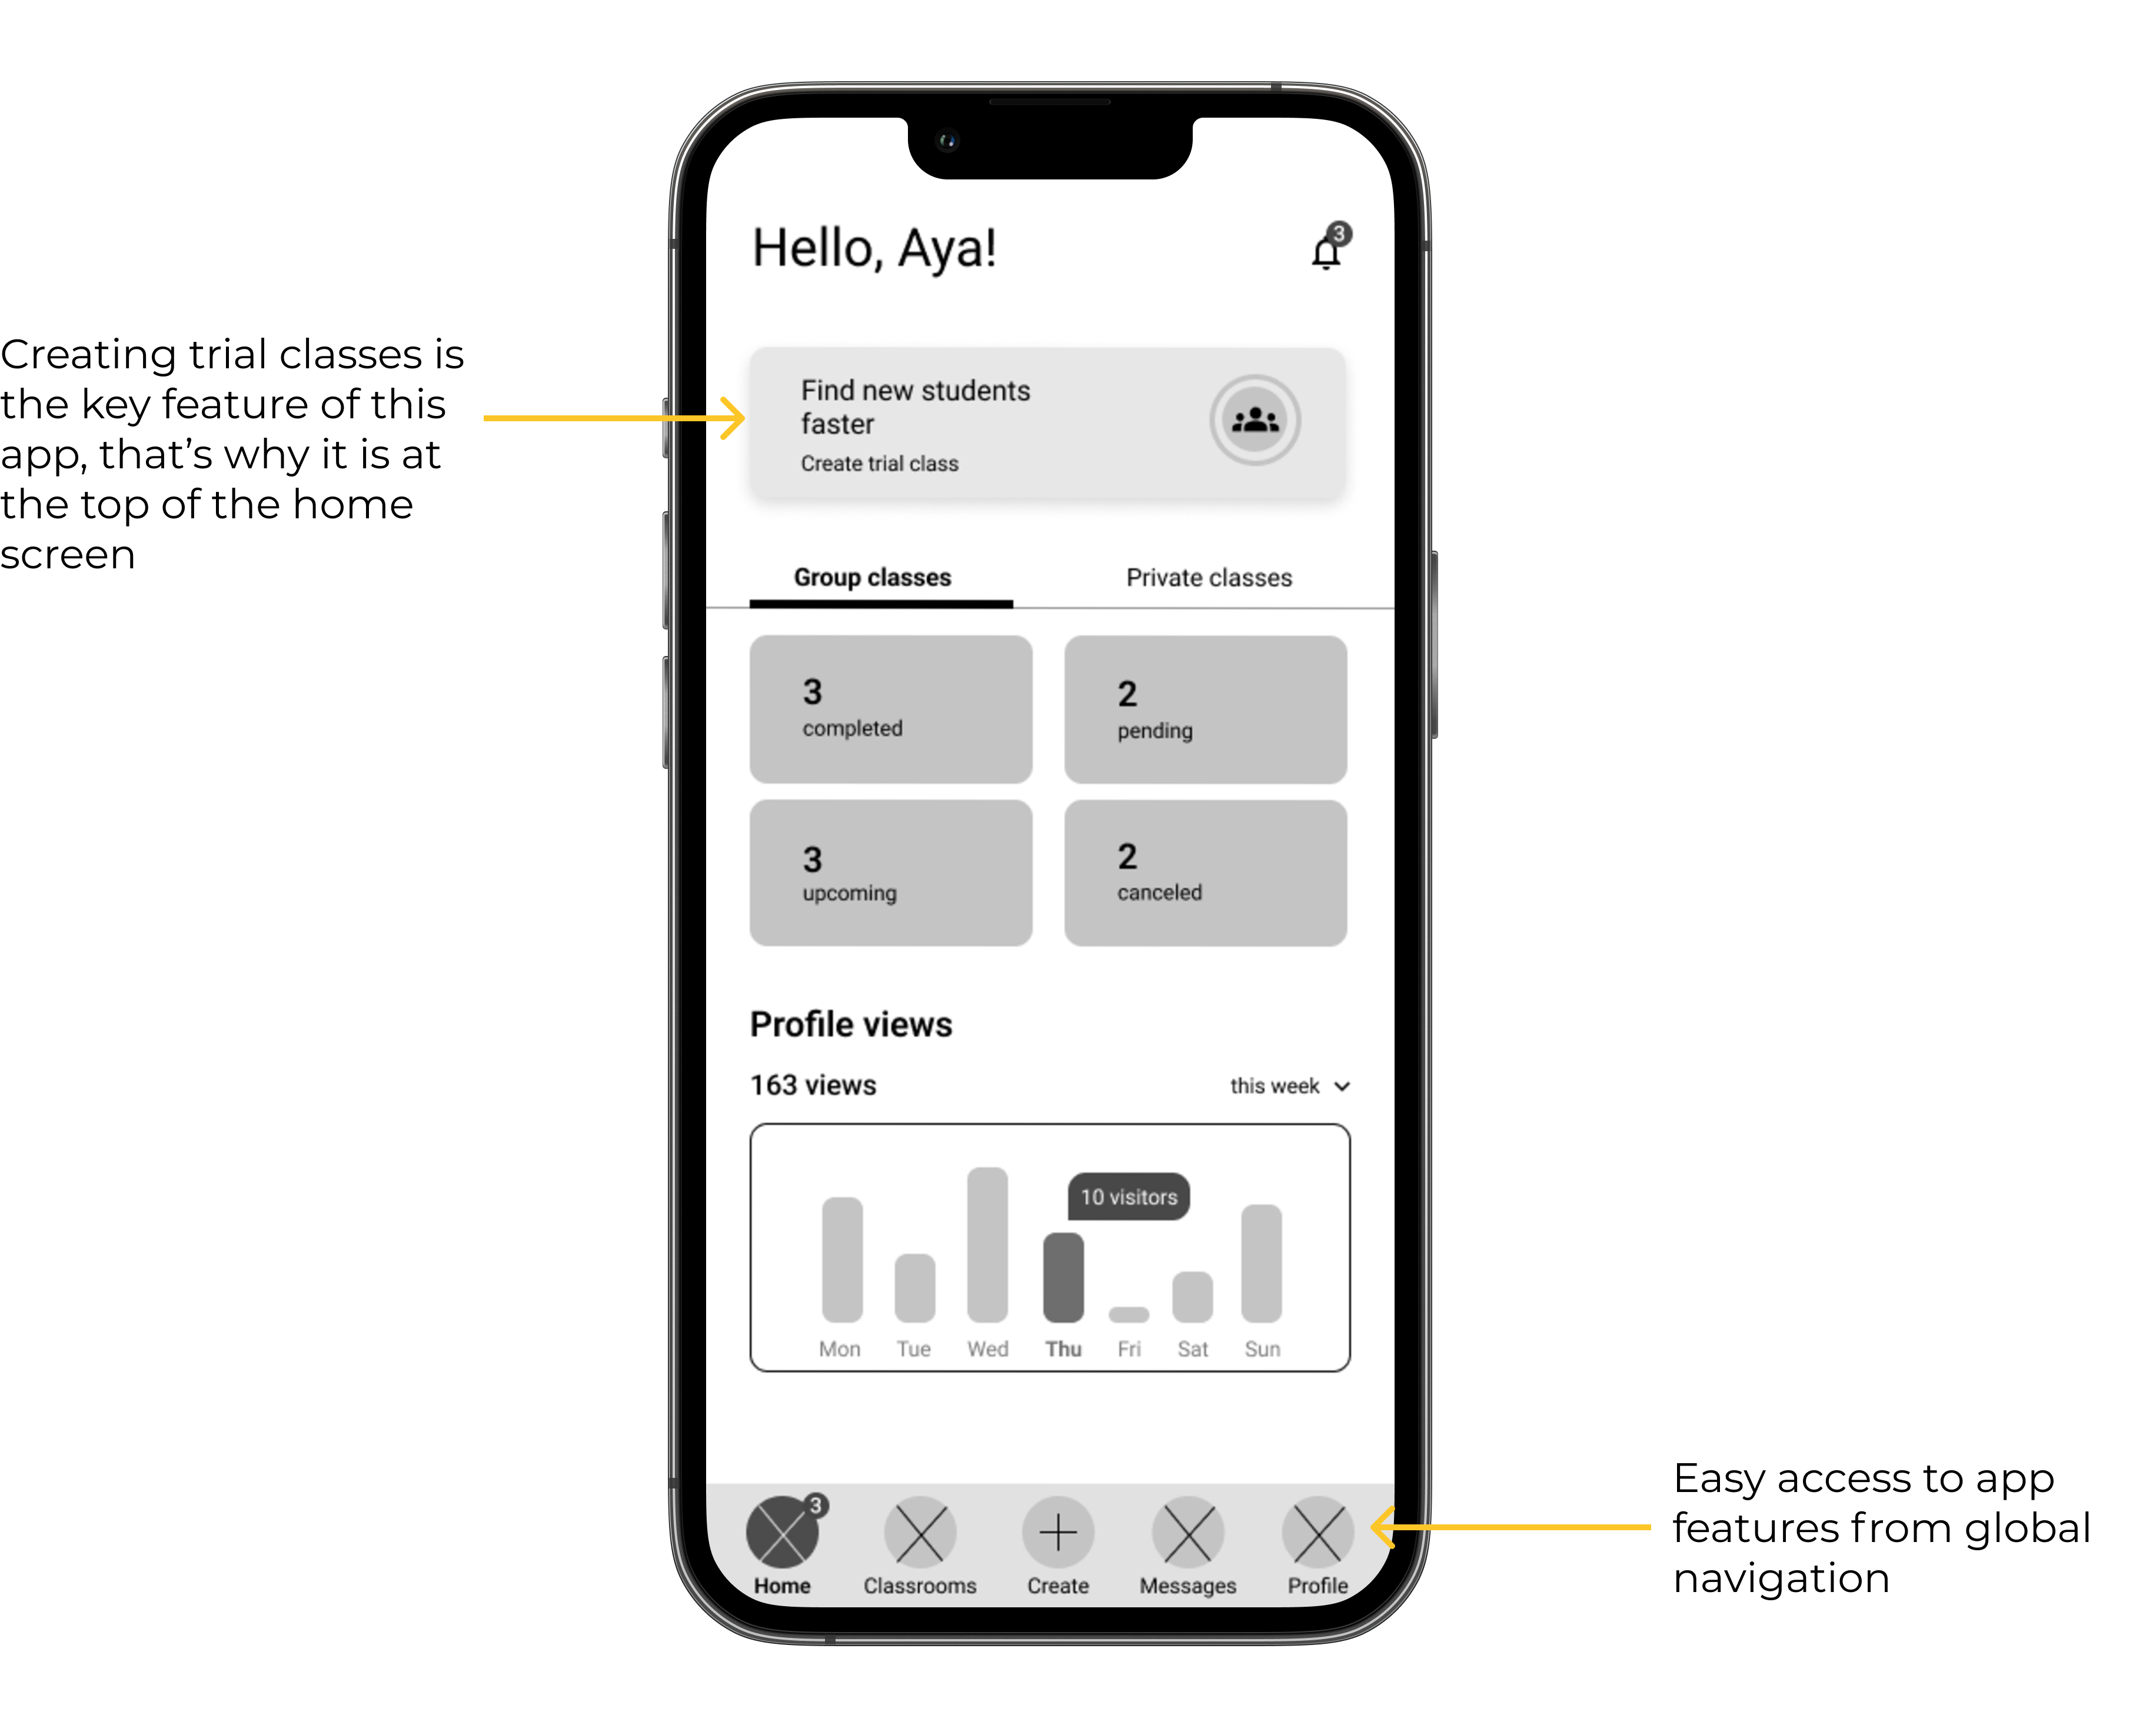 Hello, Aya!
3
Creating trial classes is
the key feature of this
app, that's why it is at
the top of the home
screen
Find new students
faster
Create trial class
Group classes
Private classes
3
completed
2
pending
3
upcoming
2
canceled
Profile views
163 views
this week
10 visitors
Mon Tue Wed Thu Fri Sat Sun
3
Home Classrooms Create Messages Profile
Easy access to app
features from global
navigation